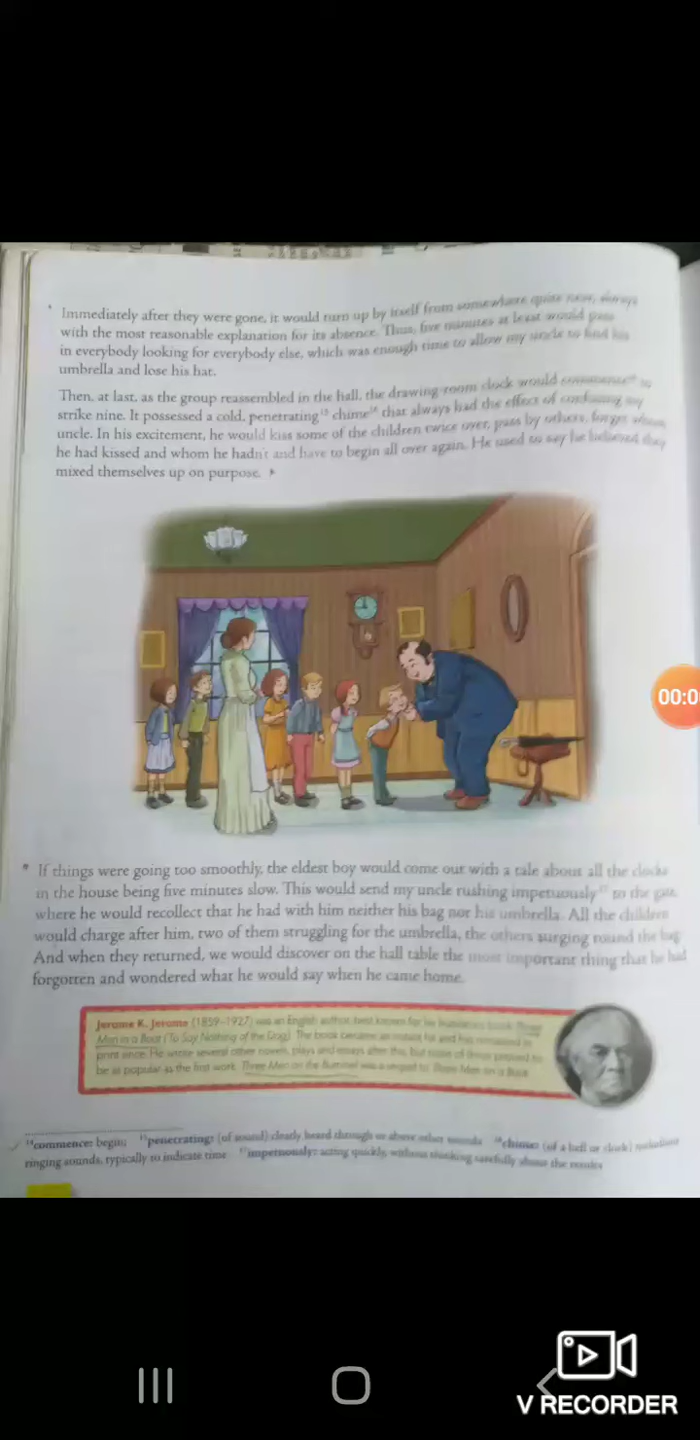 Immediately after they were gone, it would turn up by itself from somewhere quite near, always
with the most reasonable explanation for its absence. Thus, five minutes at least would pass
in everybody looking for everybody else, which was enough time to allow my uncle to find his
umbrella and lose his hat.
Then, at last, as the group reassembled in the hall, the drawing-room clock would commence¹⁴ to
strike nine. It possessed a cold, penetrating¹⁵ chime¹⁶ that always had the effect of confusing my
uncle. In his excitement, he would kiss some of the children twice over, pass by others, forget whom
he had kissed and whom he hadn't and have to begin all over again. He used to say he believed they
mixed themselves up on purpose.
00:0
* If things were going too smoothly, the eldest boy would come out with a tale about all the clocks
in the house being five minutes slow. This would send my uncle rushing impetuously¹⁷ to the gate,
where he would recollect that he had with him neither his bag nor his umbrella. All the children
would charge after him, two of them struggling for the umbrella, the others surging round the bag.
And when they returned, we would discover on the hall table the most important thing that he had
forgotten and wondered what he would say when he came home.
Jerome K. Jerome (1859–1927) was an English author, best known for his humorous book Three
Men in a Boat (To Say Nothing of the Dog). The book became an instant hit and has remained in
print since. He wrote several other novels, plays and essays after this, but none of them proved to
be as popular as the first work. Three Men on the Bummel was a sequel to Three Men in a Boat.
¹⁴commence: begin ¹⁵penetrating: (of sound) clearly heard through or above other sounds ¹⁶chime: (of a bell or clock) melodious
ringing sounds, typically to indicate time ¹⁷impetuously: acting quickly, without thinking carefully about the results
V RECORDER